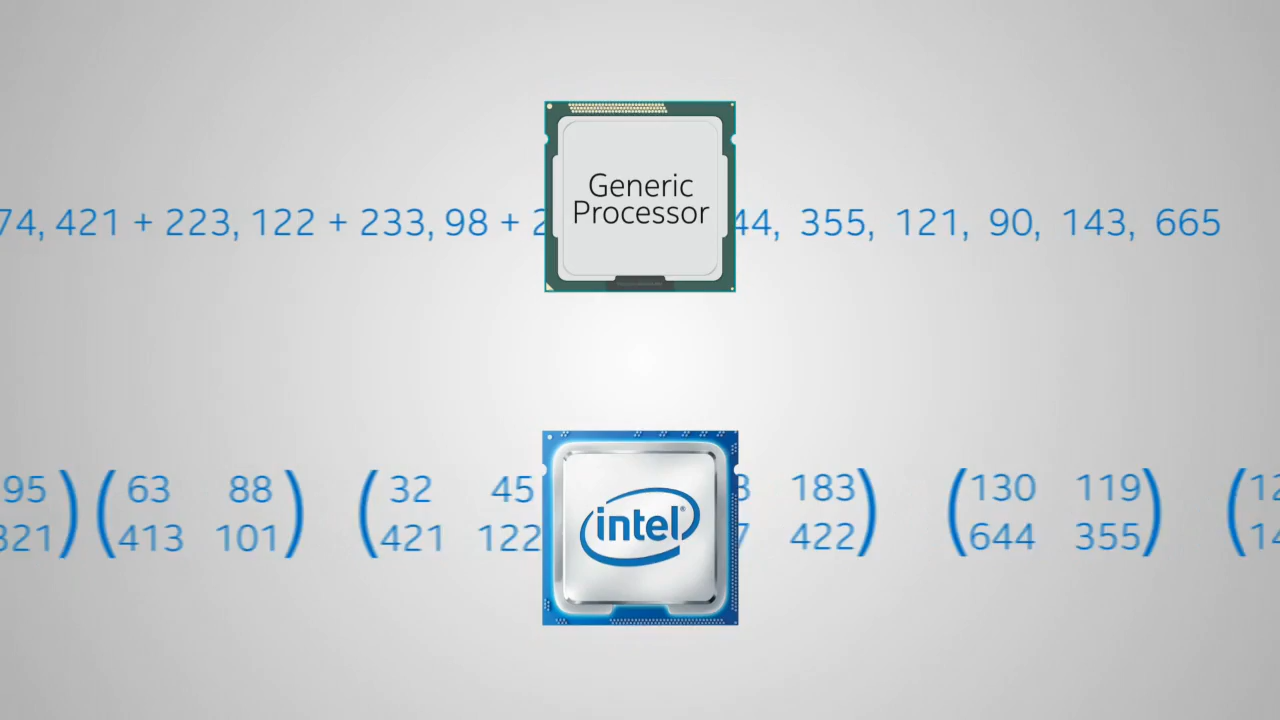 Generic
Processor
74, 421 + 223, 122 + 233, 98 + 44, 355, 121, 90, 143, 665
95) (63 88) (32 45 183) (130 119) (
321) (413 101) (421 122 422) (644 355) (
intel®